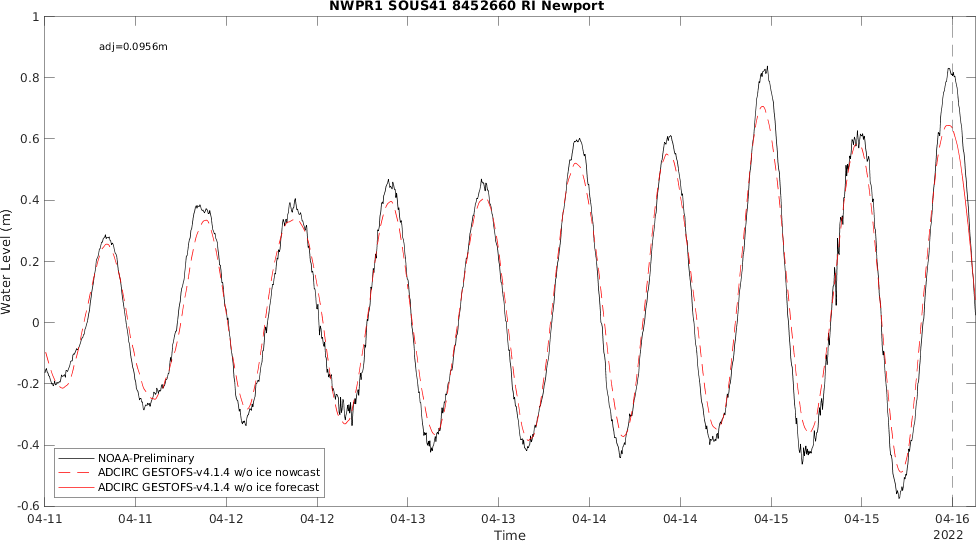 NWPR1 SOUS41 8452660 RI Newport
adj=0.0956m
Water Level (m)
1
0.8
0.6
0.4
0.2
0
-0.2
-0.4
-0.6
NOAA-Preliminary
ADCIRC GESTOFS-v4.1.4 w/o ice nowcast
ADCIRC GESTOFS-v4.1.4 w/o ice forecast
04-11 04-11 04-12 04-12 04-13 04-13 04-14 04-14 04-15 04-15 04-16
Time
2022